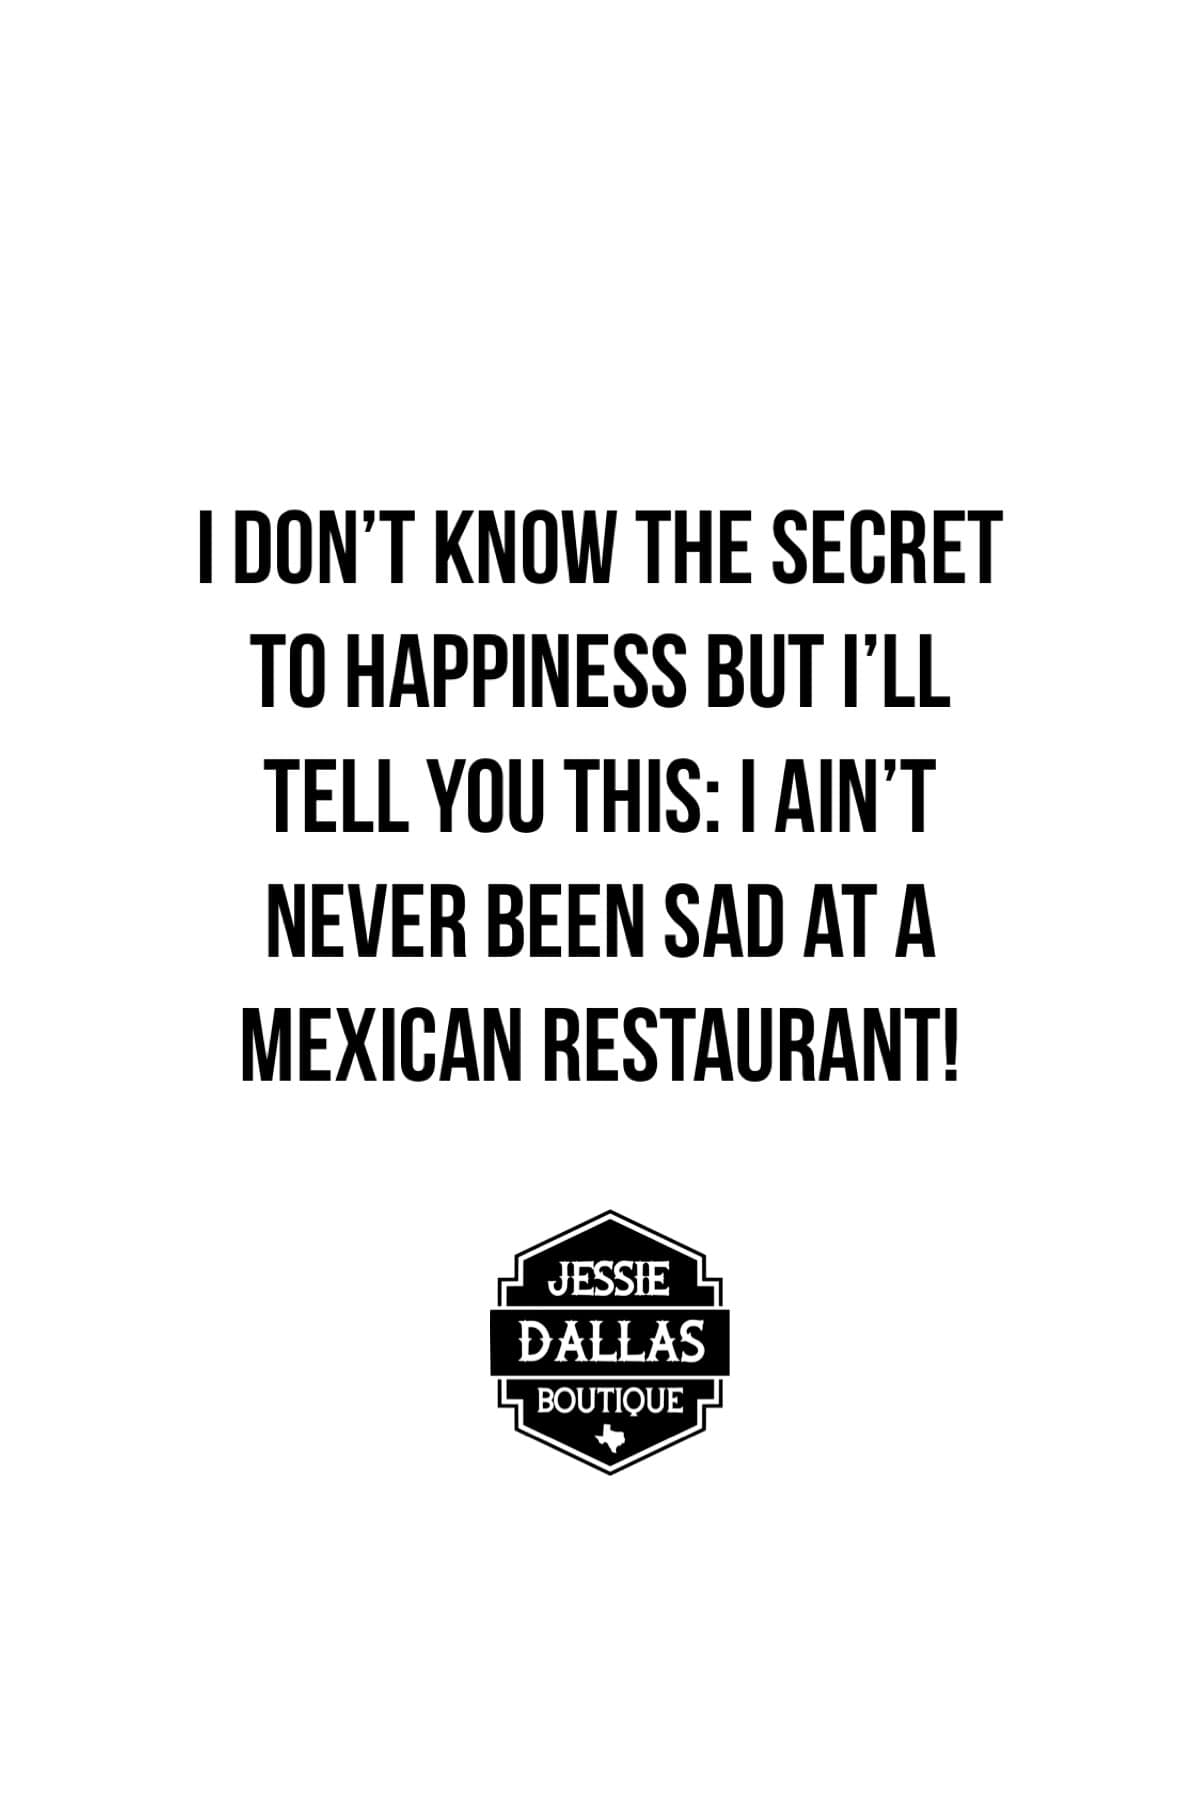 I DON’T KNOW THE SECRET
TO HAPPINESS BUT I’LL
TELL YOU THIS: I AIN’T
NEVER BEEN SAD AT A
MEXICAN RESTAURANT!
JESSIE
DALLAS
BOUTIQUE